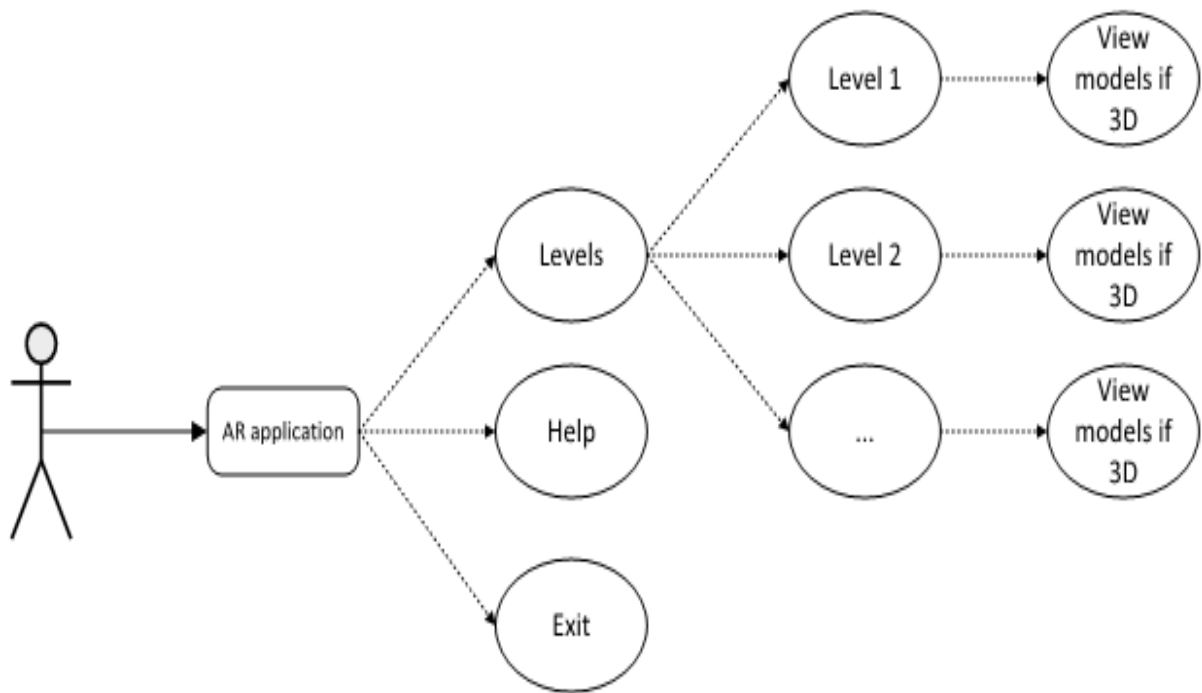 Level 1
View
models if
3D
Levels
Level 2
View
models if
3D
AR application
Help
...
View
models if
3D
Exit